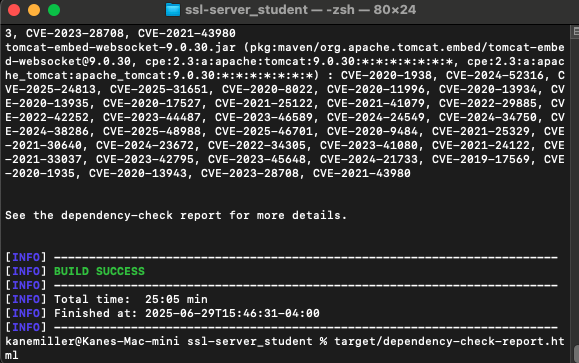 ssl-server_student — -zsh — 80×24
3, CVE-2023-28708, CVE-2021-43980
tomcat-embed-websocket-9.0.30.jar (pkg:maven/org.apache.tomcat.embed/tomcat-embe
d-websocket@9.0.30, cpe:2.3:a:apache:tomcat:9.0.30:*:*:*:*:*:*:*, cpe:2.3:a:apac
he_tomcat:apache_tomcat:9.0.30:*:*:*:*:*:*:*) : CVE-2020-1938, CVE-2024-52316, C
VE-2025-24813, CVE-2025-31651, CVE-2020-8022, CVE-2020-11996, CVE-2020-13934, CV
E-2020-13935, CVE-2020-17527, CVE-2021-25122, CVE-2021-41079, CVE-2022-29885, CV
E-2022-42252, CVE-2023-44487, CVE-2023-46589, CVE-2024-24549, CVE-2024-34750, CV
E-2024-38286, CVE-2025-48988, CVE-2025-46701, CVE-2020-9484, CVE-2021-25329, CVE
-2021-30640, CVE-2024-23672, CVE-2022-34305, CVE-2023-41080, CVE-2021-24122, CVE
-2021-33037, CVE-2023-42795, CVE-2023-45648, CVE-2024-21733, CVE-2019-17569, CVE
-2020-1935, CVE-2020-13943, CVE-2023-28708, CVE-2021-43980
See the dependency-check report for more details.
[INFO] ------------------------------------------------------------------------
[INFO] BUILD SUCCESS
[INFO] ------------------------------------------------------------------------
[INFO] Total time:  25:05 min
[INFO] Finished at: 2025-06-29T15:46:31-04:00
[INFO] ------------------------------------------------------------------------
kanemiller@Kanes-Mac-mini ssl-server_student % target/dependency-check-report.ht
ml